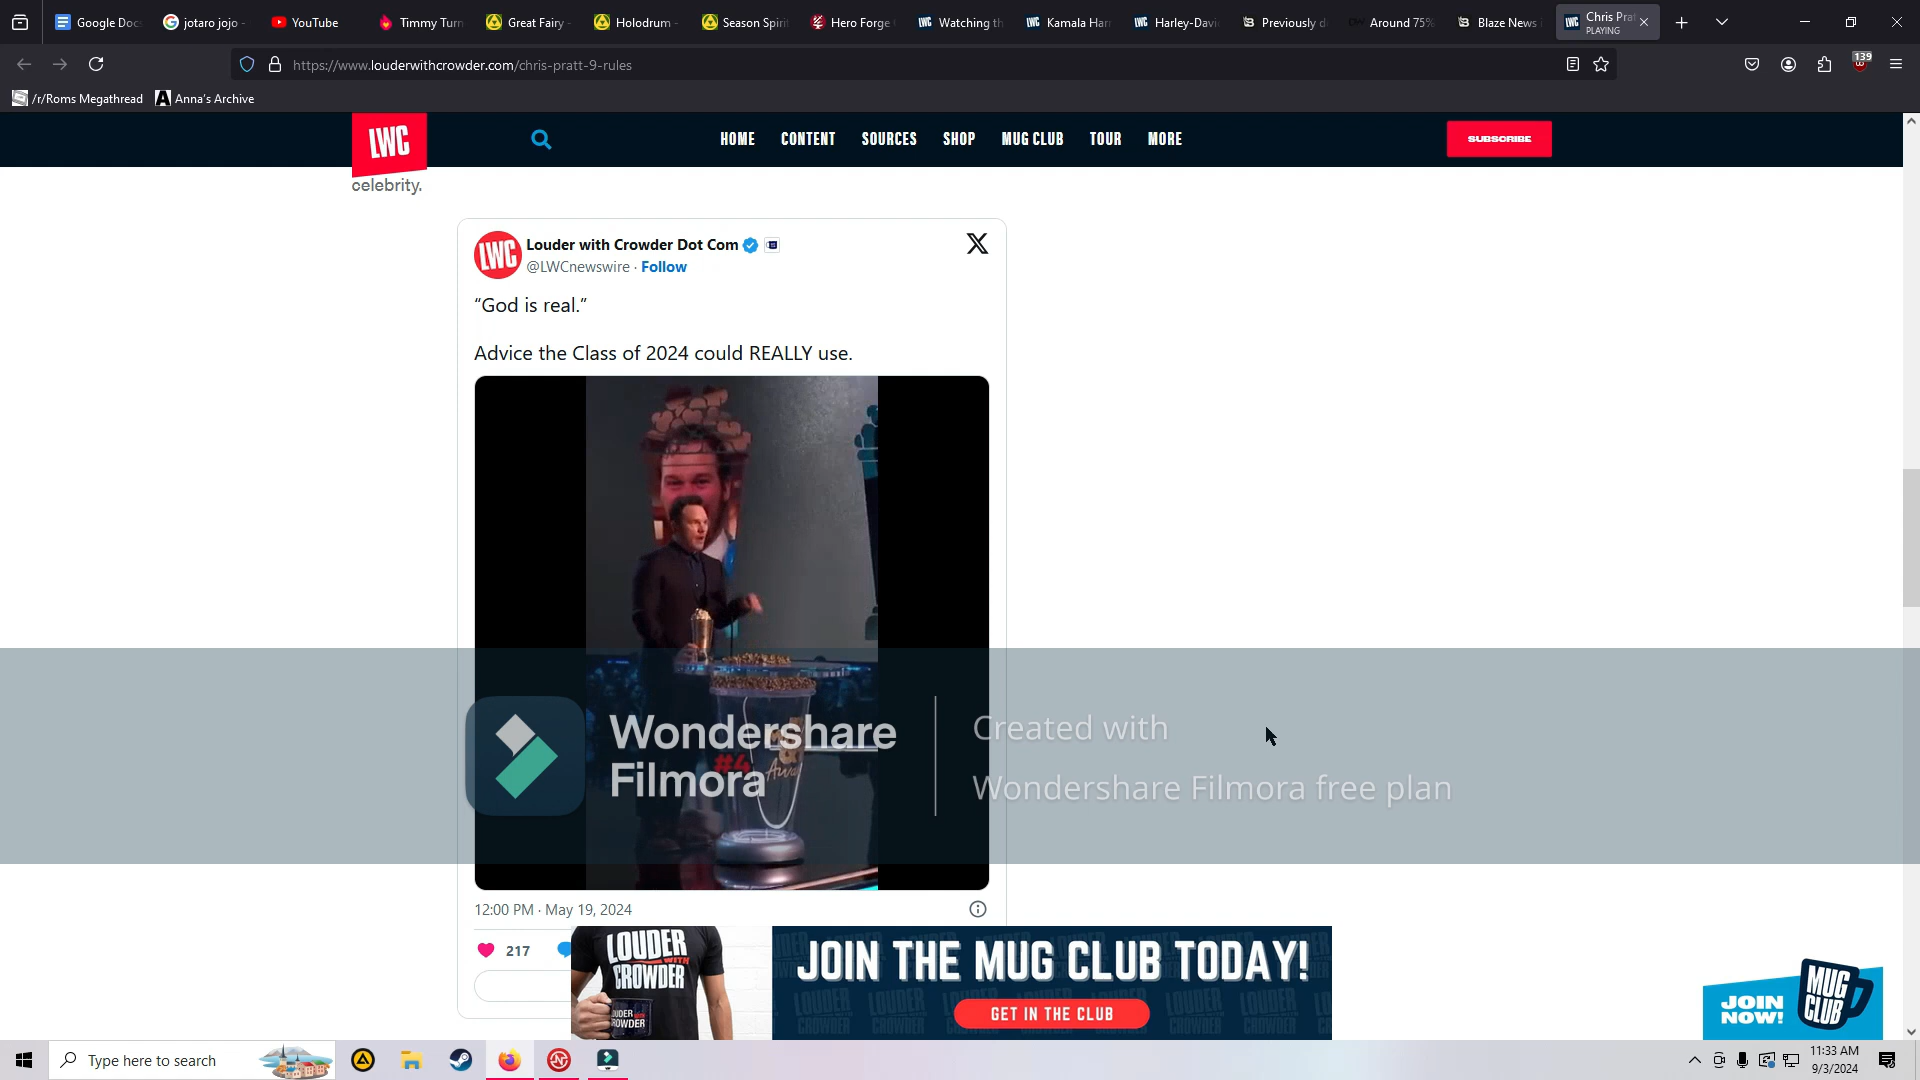 Google Doc
jotaro jojo -
YouTube
Timmy Turn
Great Fairy -
Holodrum -
Season Spiri
Hero Forge
Watching th
Kamala Har
Harley-Davi
Previously d
Around 75%
Blaze News
Chris Prat
PLAYING
https://www.louderwithcrowder.com/chris-pratt-9-rules
139
/r/Roms Megathread
Anna's Archive
LWC
HOME
CONTENT
SOURCES
SHOP
MUG CLUB
TOUR
MORE
SUBSCRIBE
celebrity.
LWC
Louder with Crowder Dot Com
@LWCnewswire · Follow
“God is real.”
Advice the Class of 2024 could REALLY use.
#4
Wondershare
Filmora
Created with
Wondershare Filmora free plan
12:00 PM · May 19, 2024
217
LOUDER
WITH
CROWDER
JOIN THE MUG CLUB TODAY!
GET IN THE CLUB
JOIN
NOW!
MUG
CLUB
Type here to search
11:33 AM
9/3/2024